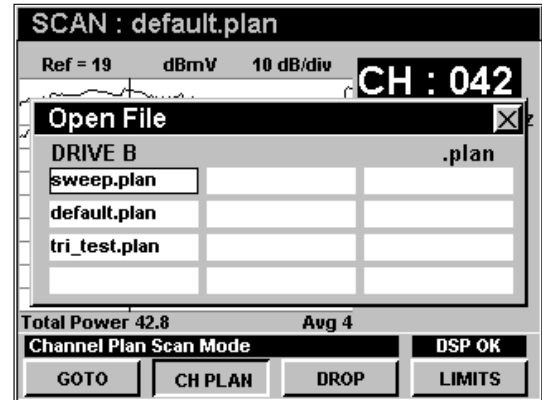 SCAN : default.plan
Ref = 19 dBmV 10 dB/div
CH : 042
Open File
DRIVE B .plan
sweep.plan
default.plan
tri_test.plan
Total Power 42.8 Avg 4
Channel Plan Scan Mode DSP OK
GOTO CH PLAN DROP LIMITS